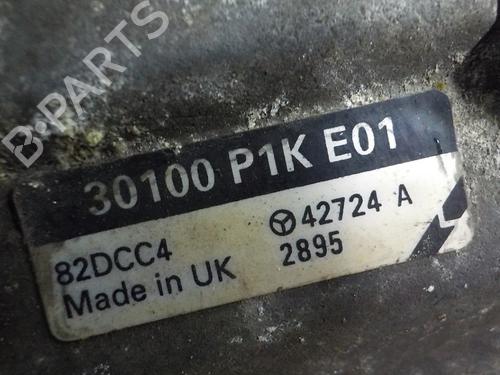 B-PARTS
30100 P1K E01
82DCC4 42724 A
Made in UK 2895